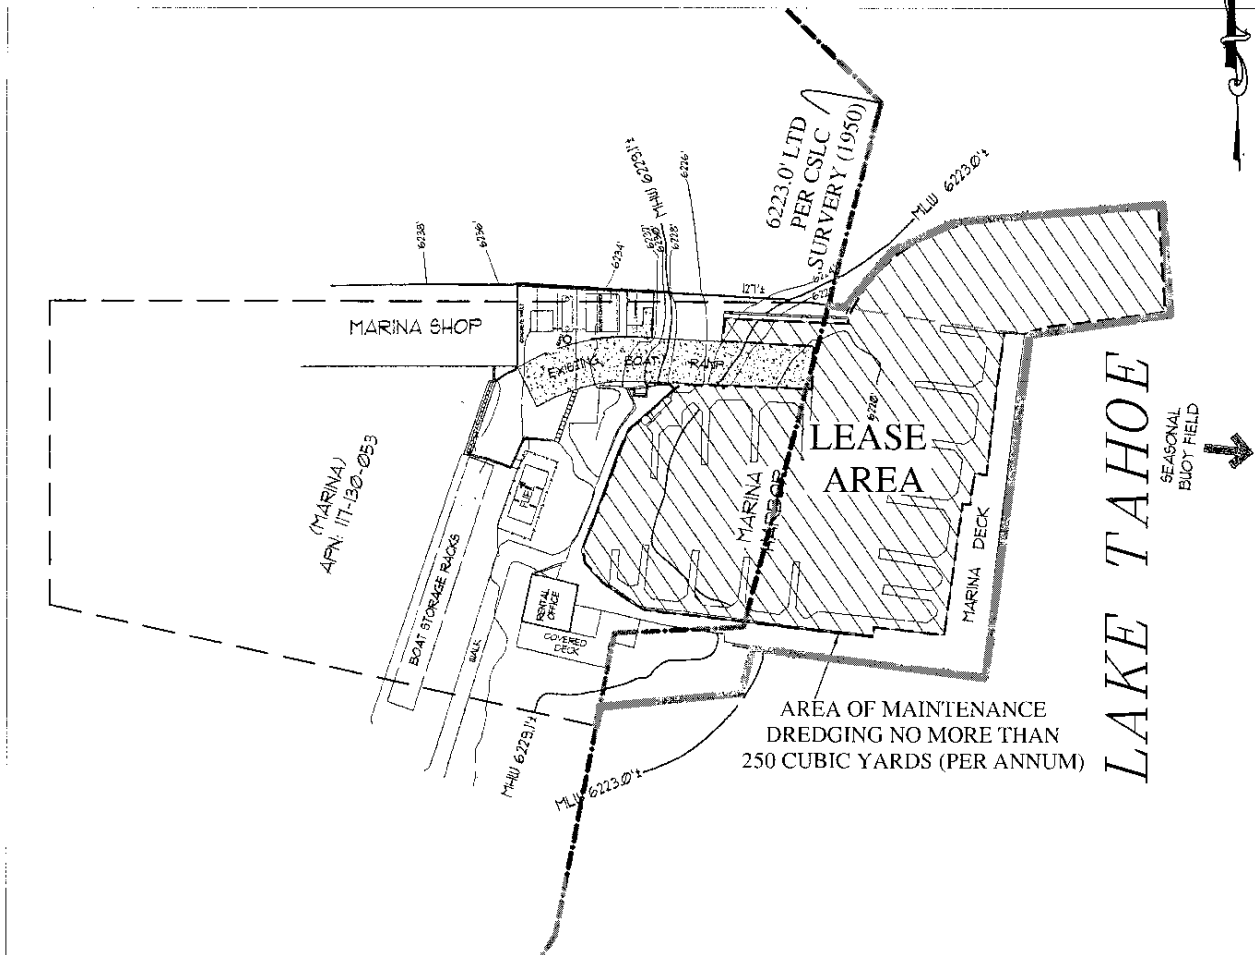 6223.0' LTD
PER CSLC
SURVERY (1950)
MLW 6223.0'±
MHW 6229.1'±
6226'
6238'
6236'
6234'
6228'
MARINA SHOP
EXISTING BOAT RAMP
6220'
LEASE
AREA
MARINA
HARBOR
(MARINA)
APN: 117-130-053
FUEL
BOAT STORAGE RACKS
WALK
RENTAL
OFFICE
COVERED
DECK
MARINA DECK
LAKE TAHOE
SEASONAL
BUOY FIELD
MHW 6229.1'±
MLW 6223.0'±
AREA OF MAINTENANCE
DREDGING NO MORE THAN
250 CUBIC YARDS (PER ANNUM)